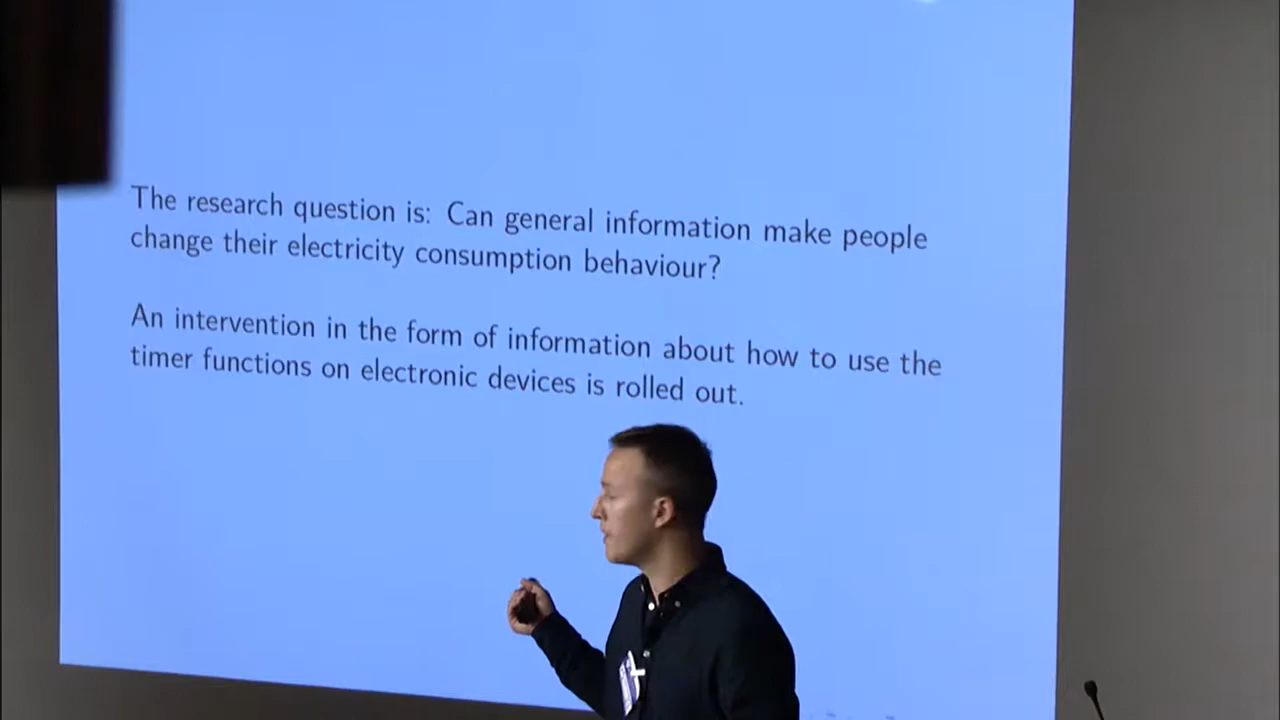 The research question is: Can general information make people
change their electricity consumption behaviour?
An intervention in the form of information about how to use the
timer functions on electronic devices is rolled out.